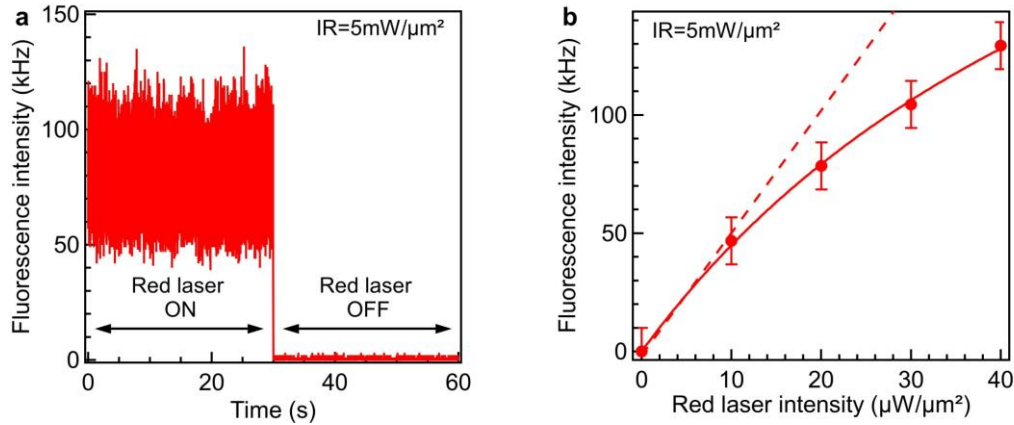 a
IR=5mW/µm²
Fluorescence intensity (kHz)
150
100
50
0
Red laser
ON
Red laser
OFF
0
20
40
60
Time (s)
b
IR=5mW/µm²
Fluorescence intensity (kHz)
100
50
0
0
10
20
30
40
Red laser intensity (µW/µm²)